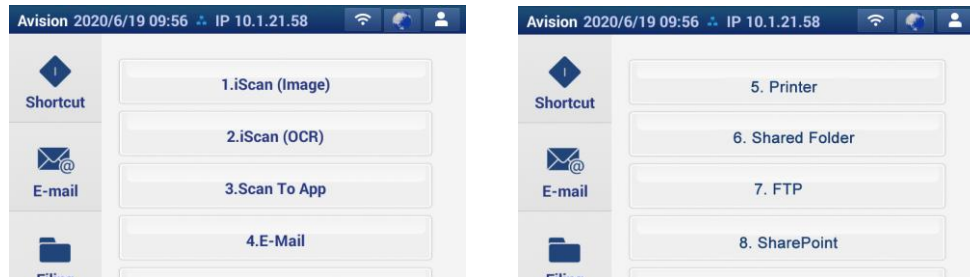 Avision 2020/6/19 09:56 IP 10.1.21.58
Shortcut
1.iScan (Image)
2.iScan (OCR)
E-mail
3.Scan To App
4.E-Mail
Filing
Avision 2020/6/19 09:56 IP 10.1.21.58
Shortcut
5. Printer
6. Shared Folder
E-mail
7. FTP
8. SharePoint
Filing